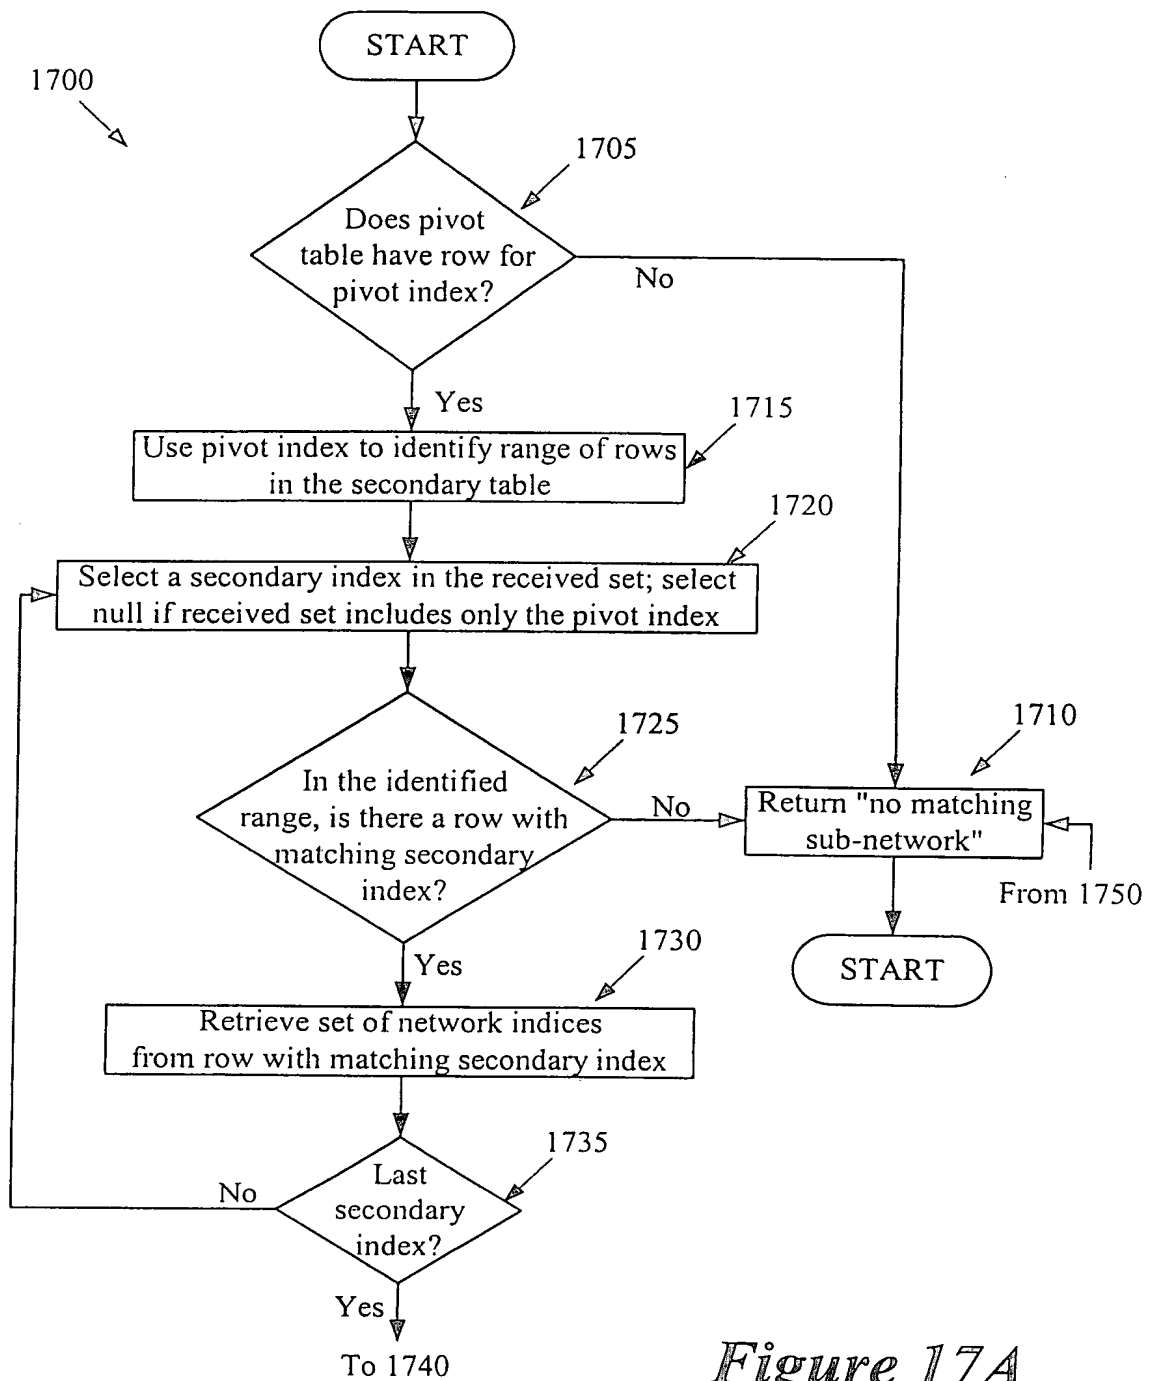 START
1700
1705
Does pivot
table have row for
pivot index?
No
Yes
1715
Use pivot index to identify range of rows
in the secondary table
1720
Select a secondary index in the received set; select
null if received set includes only the pivot index
1725
In the identified
range, is there a row with
matching secondary
index?
No
1710
Return "no matching
sub-network"
From 1750
START
Yes
1730
Retrieve set of network indices
from row with matching secondary index
1735
Last
secondary
index?
No
Yes
To 1740
Figure 17A